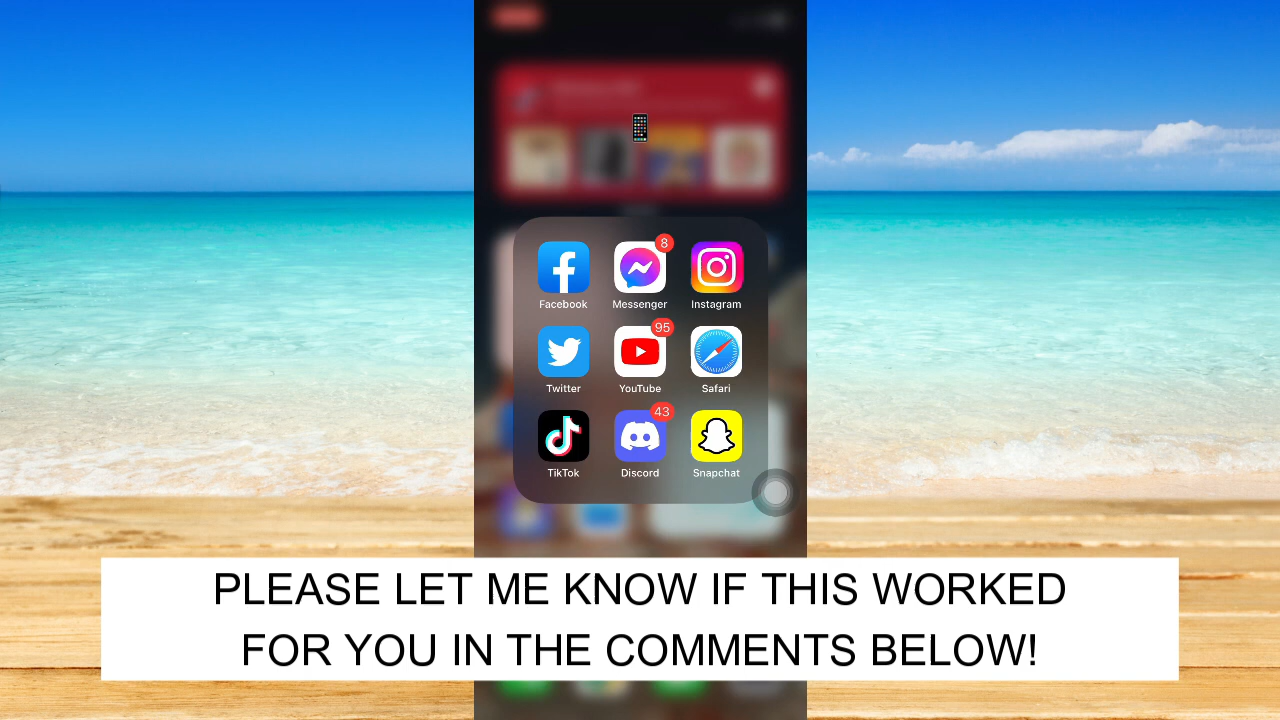 8
Facebook Messenger Instagram
95
Twitter YouTube Safari
43
TikTok Discord Snapchat
PLEASE LET ME KNOW IF THIS WORKED
FOR YOU IN THE COMMENTS BELOW!